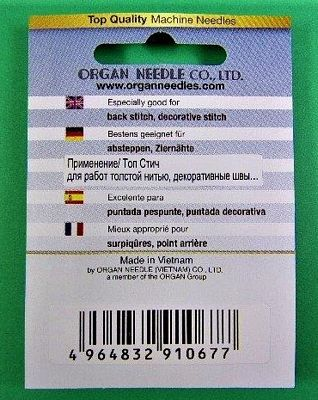 Top Quality Machine Needles
ORGAN NEEDLE CO., LTD.
www.organneedles.com
Especially good for
back stitch, decorative stitch
Bestens geeignet für
absteppen, Ziernähte
Применение/ Топ Стич
для работ толстой нитью, декоративные швы...
Excelente para
puntada pespunte, puntada decorativa
Mieux approprié pour
surpiqûres, point arrière
Made in Vietnam
by ORGAN NEEDLE (VIETNAM) CO., LTD.
a member of the ORGAN Group
4 964832 910677